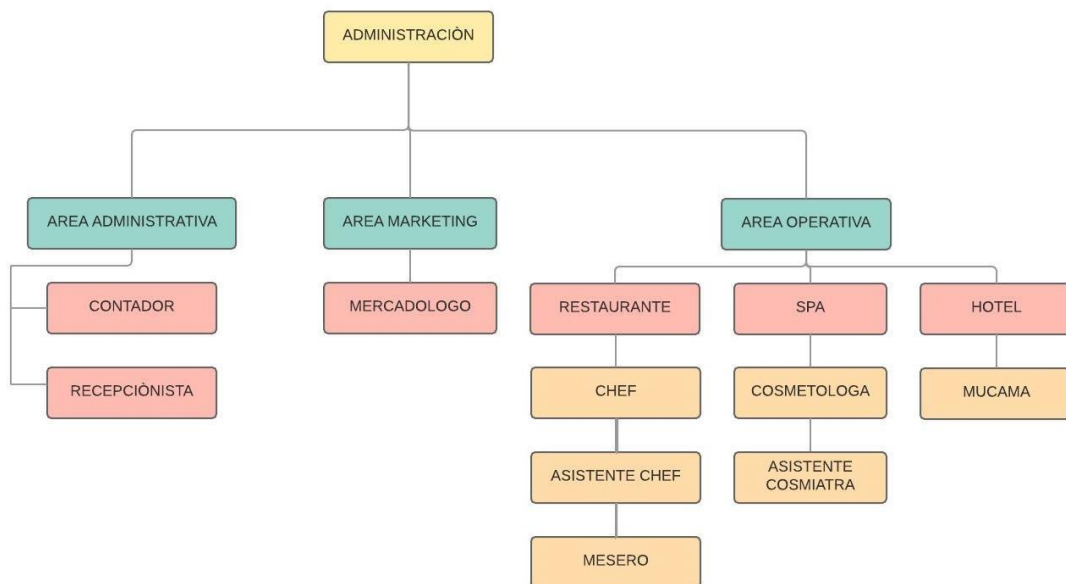 ADMINISTRACIÒN
AREA ADMINISTRATIVA
AREA MARKETING
AREA OPERATIVA
CONTADOR
MERCADOLOGO
RESTAURANTE
SPA
HOTEL
RECEPCIÒNISTA
CHEF
COSMETOLOGA
MUCAMA
ASISTENTE CHEF
ASISTENTE
COSMIATRA
MESERO